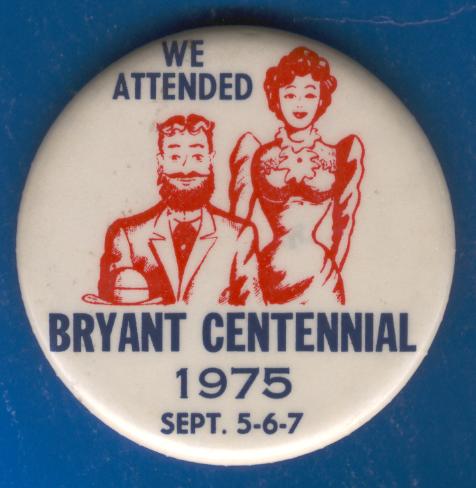 WE
ATTENDED
BRYANT CENTENNIAL
1975
SEPT. 5-6-7